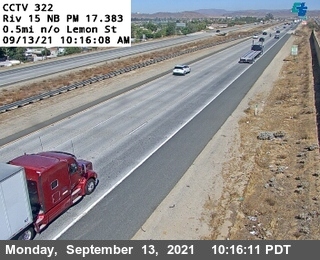 CCTV 322
Riv 15 NB PM 17.383
0.5mi n/o Lemon St
09/13/21 10:16:08 AM
Monday, September 13, 2021 10:16:11 PDT